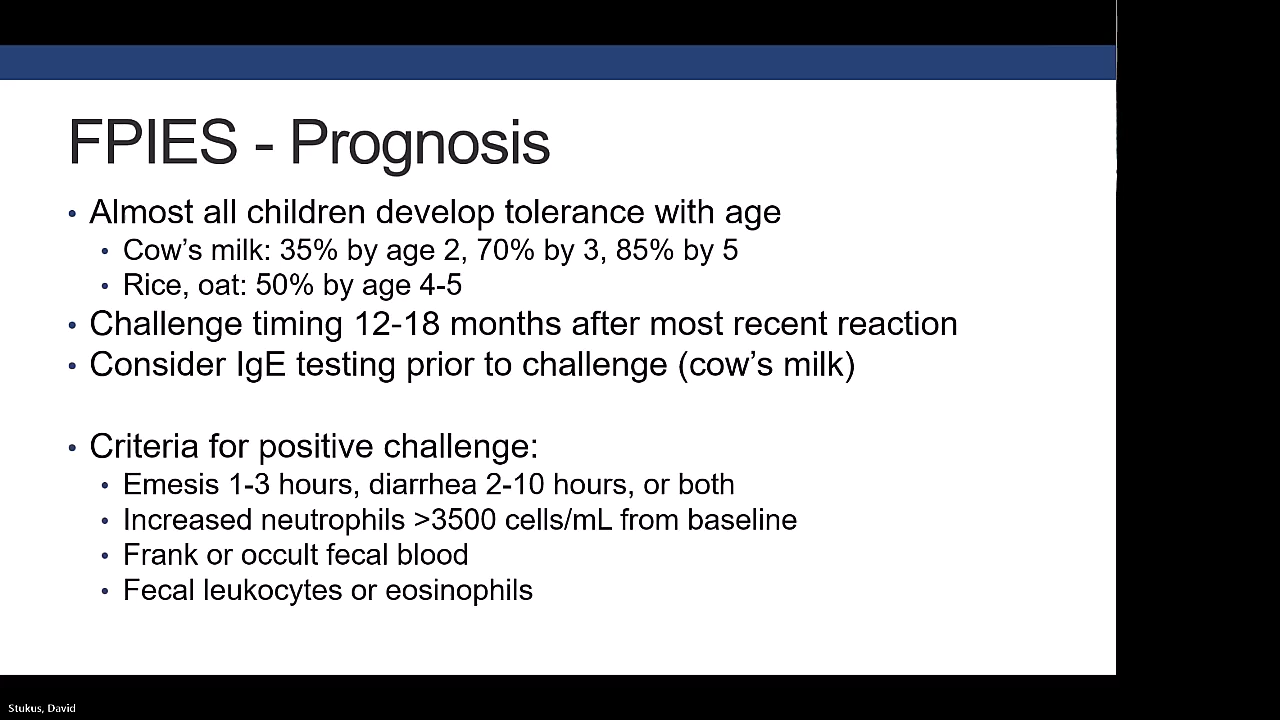 FPIES - Prognosis
• Almost all children develop tolerance with age
• Cow's milk: 35% by age 2, 70% by 3, 85% by 5
• Rice, oat: 50% by age 4-5
• Challenge timing 12-18 months after most recent reaction
• Consider IgE testing prior to challenge (cow's milk)
• Criteria for positive challenge:
• Emesis 1-3 hours, diarrhea 2-10 hours, or both
• Increased neutrophils >3500 cells/mL from baseline
• Frank or occult fecal blood
• Fecal leukocytes or eosinophils
Stukus, David